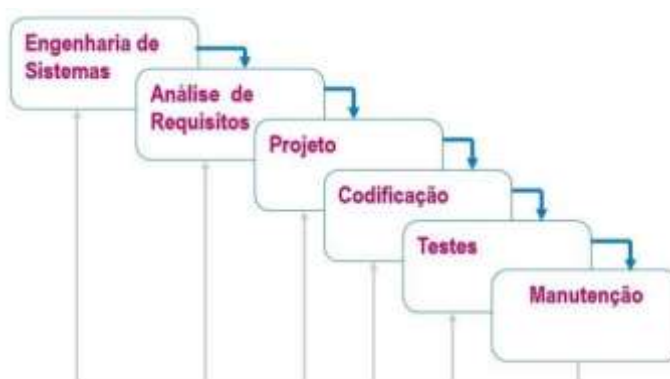 Engenharia de
Sistemas
Análise de
Requisitos
Projeto
Codificação
Testes
Manutenção